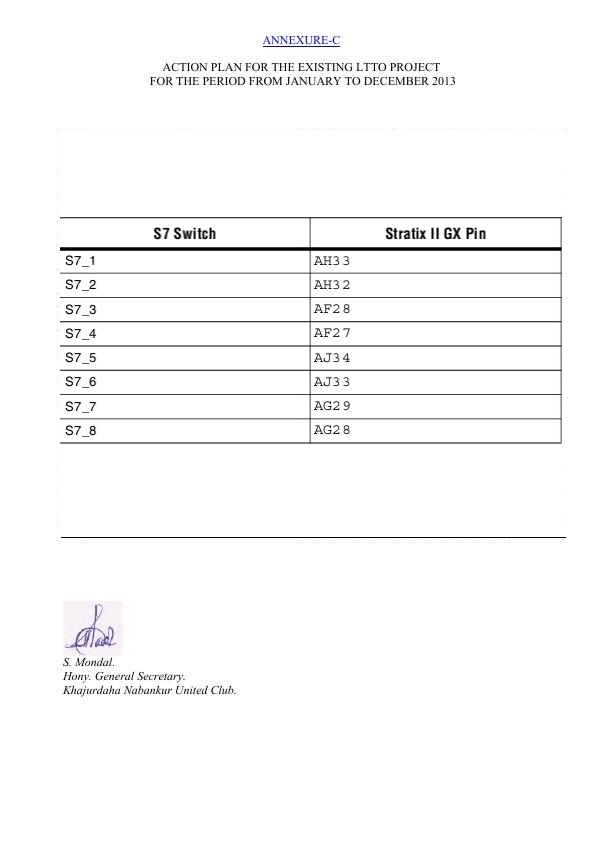 ANNEXURE-C
ACTION PLAN FOR THE EXISTING LTTO PROJECT
FOR THE PERIOD FROM JANUARY TO DECEMBER 2013
S7 Switch Stratix II GX Pin
S7_1 AH33
S7_2 AH32
S7_3 AF28
S7_4 AF27
S7_5 AJ34
S7_6 AJ33
S7_7 AG29
S7_8 AG28
S. Mondal.
Hony. General Secretary.
Khajurdaha Nabankur United Club.